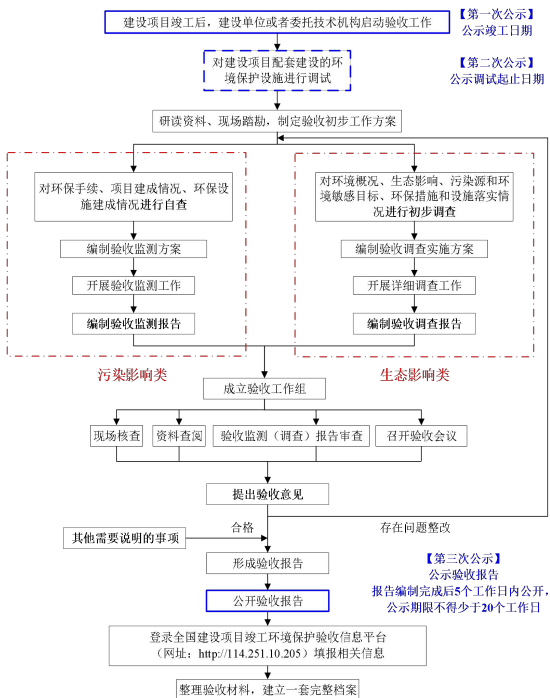 建设项目竣工后，建设单位或者委托技术机构启动验收工作
【第一次公示】
公示竣工日期
对建设项目配套建设的环
境保护设施进行调试
【第二次公示】
公示调试起止日期
研读资料、现场踏勘，制定验收初步工作方案
对环保手续、项目建成情况、环保设
施建成情况进行自查
编制验收监测方案
开展验收监测工作
编制验收监测报告
污染影响类
对环境概况、生态影响、污染源和环
境敏感目标、环保措施和设施落实情
况进行初步调查
编制验收调查实施方案
开展详细调查工作
编制验收调查报告
生态影响类
成立验收工作组
现场核查
资料查阅
验收监测（调查）报告审查
召开验收会议
提出验收意见
合格
存在问题整改
其他需要说明的事项
形成验收报告
公开验收报告
【第三次公示】
公示验收报告
报告编制完成后5个工作日内公开，
公示期限不得少于20个工作日
登录全国建设项目竣工环境保护验收信息平台
（网址：http://114.251.10.205）填报相关信息
整理验收材料，建立一套完整档案